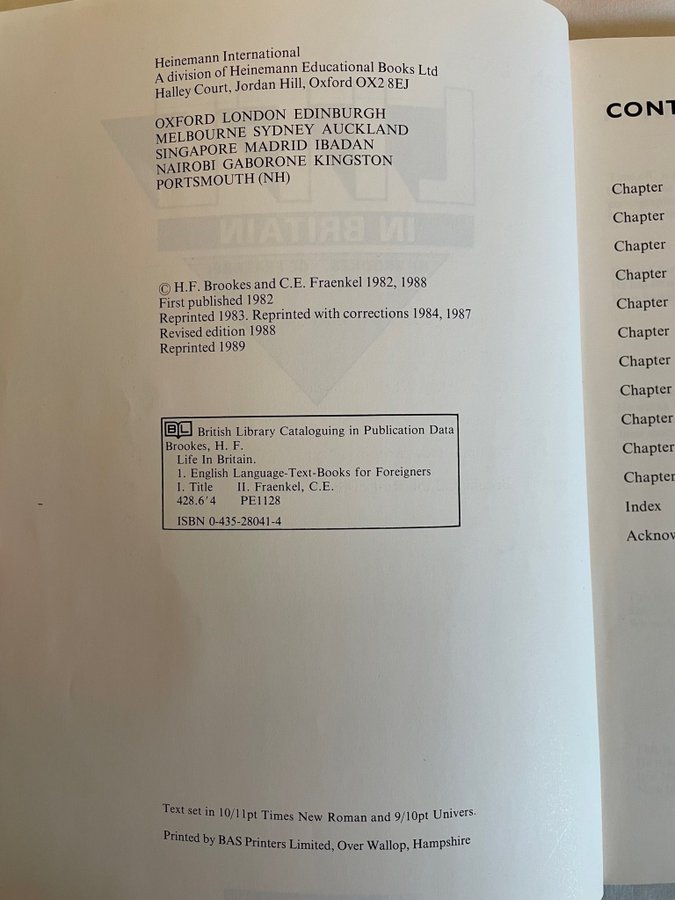 Heinemann International
A division of Heinemann Educational Books Ltd
Halley Court, Jordan Hill, Oxford OX2 8EJ
OXFORD LONDON EDINBURGH
MELBOURNE SYDNEY AUCKLAND
SINGAPORE MADRID IBADAN
NAIROBI GABORONE KINGSTON
PORTSMOUTH (NH)
© H.F. Brookes and C.E. Fraenkel 1982, 1988
First published 1982
Reprinted 1983. Reprinted with corrections 1984, 1987
Revised edition 1988
Reprinted 1989
BL British Library Cataloguing in Publication Data
Brookes, H. F.
Life In Britain.
1. English Language-Text-Books for Foreigners
I. Title II. Fraenkel, C.E.
428.6'4 PE1128
ISBN 0-435-28041-4
Text set in 10/11pt Times New Roman and 9/10pt Univers.
Printed by BAS Printers Limited, Over Wallop, Hampshire
CONT
Chapter
Chapter
Chapter
Chapter
Chapter
Chapter
Chapter
Chapter
Chapter
Chapter
Chapter
Index
Acknow